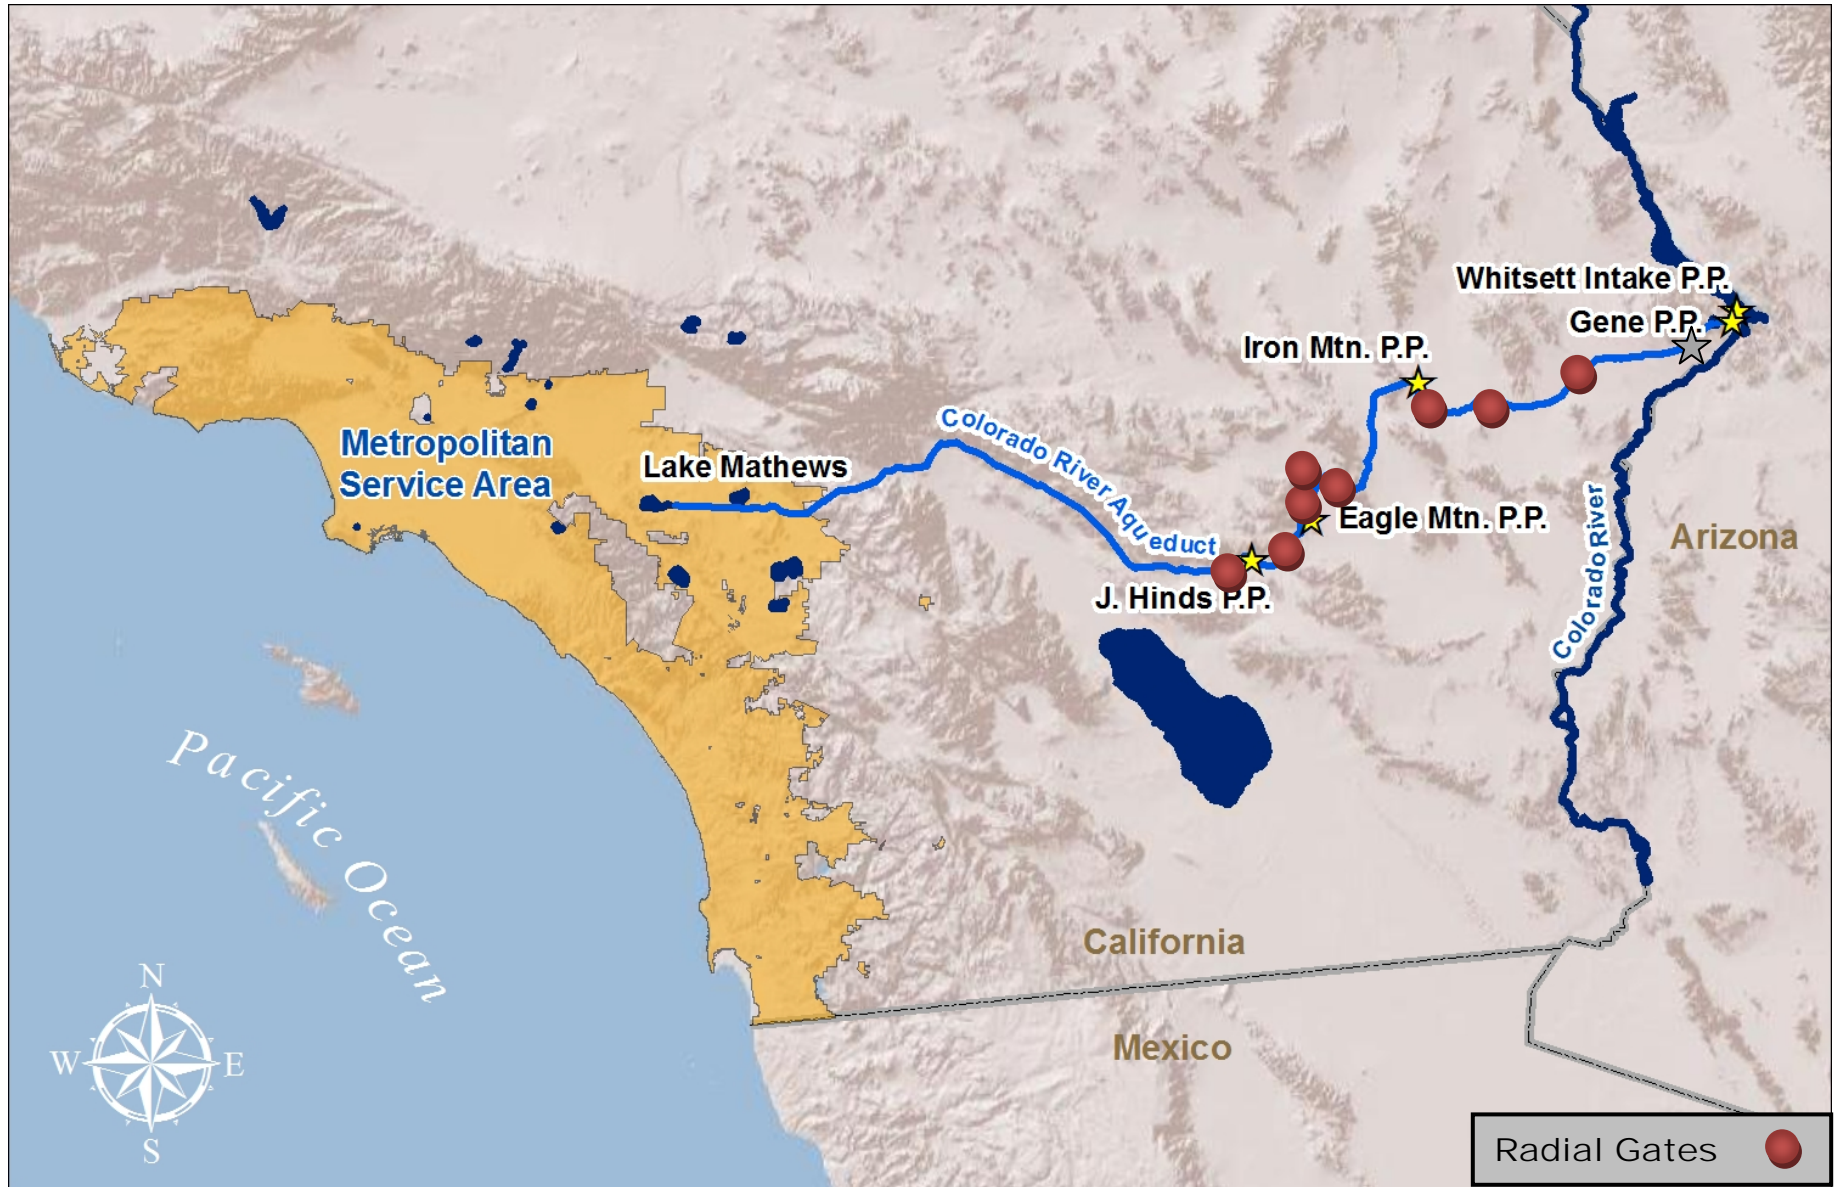 Whitsett Intake P.P.
Gene P.P.
Iron Mtn. P.P.
Colorado River Aqueduct
Metropolitan
Service Area
Lake Mathews
Eagle Mtn. P.P.
Colorado River
Arizona
J. Hinds P.P.
Pacific Ocean
California
Mexico
N
W
E
S
Radial Gates